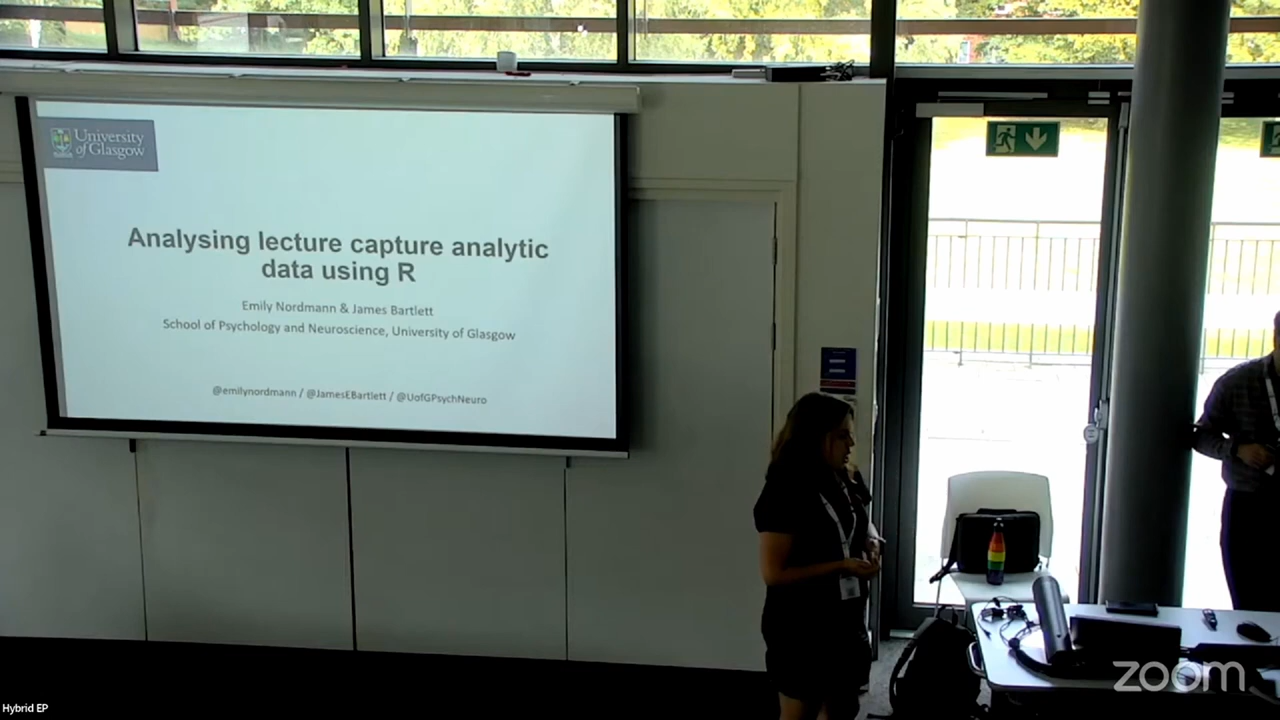 University
of Glasgow
Analysing lecture capture analytic
data using R
Emily Nordmann & James Bartlett
School of Psychology and Neuroscience, University of Glasgow
@emilynordmann / @JamesEBartlett / @UofGPsychNeuro
zoom
Hybrid EP